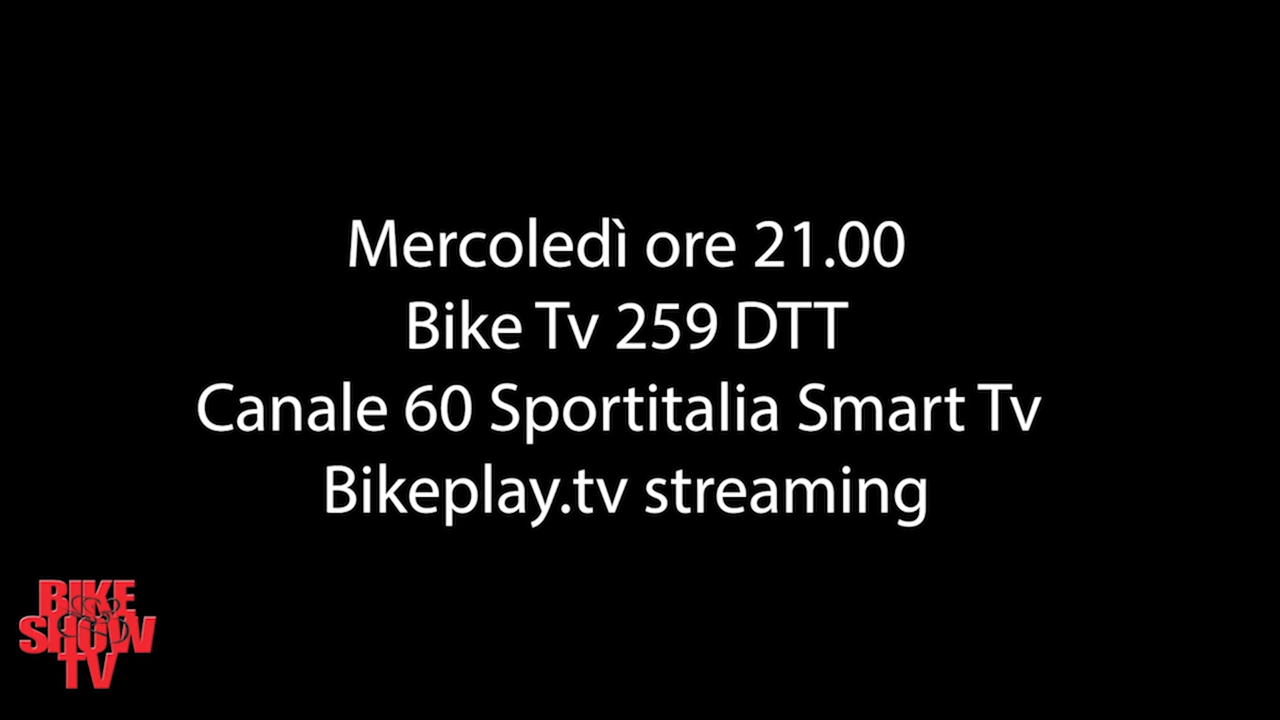 Mercoledì ore 21.00
Bike Tv 259 DTT
Canale 60 Sportitalia Smart Tv
Bikeplay.tv streaming
BIKE
SHOW
TV